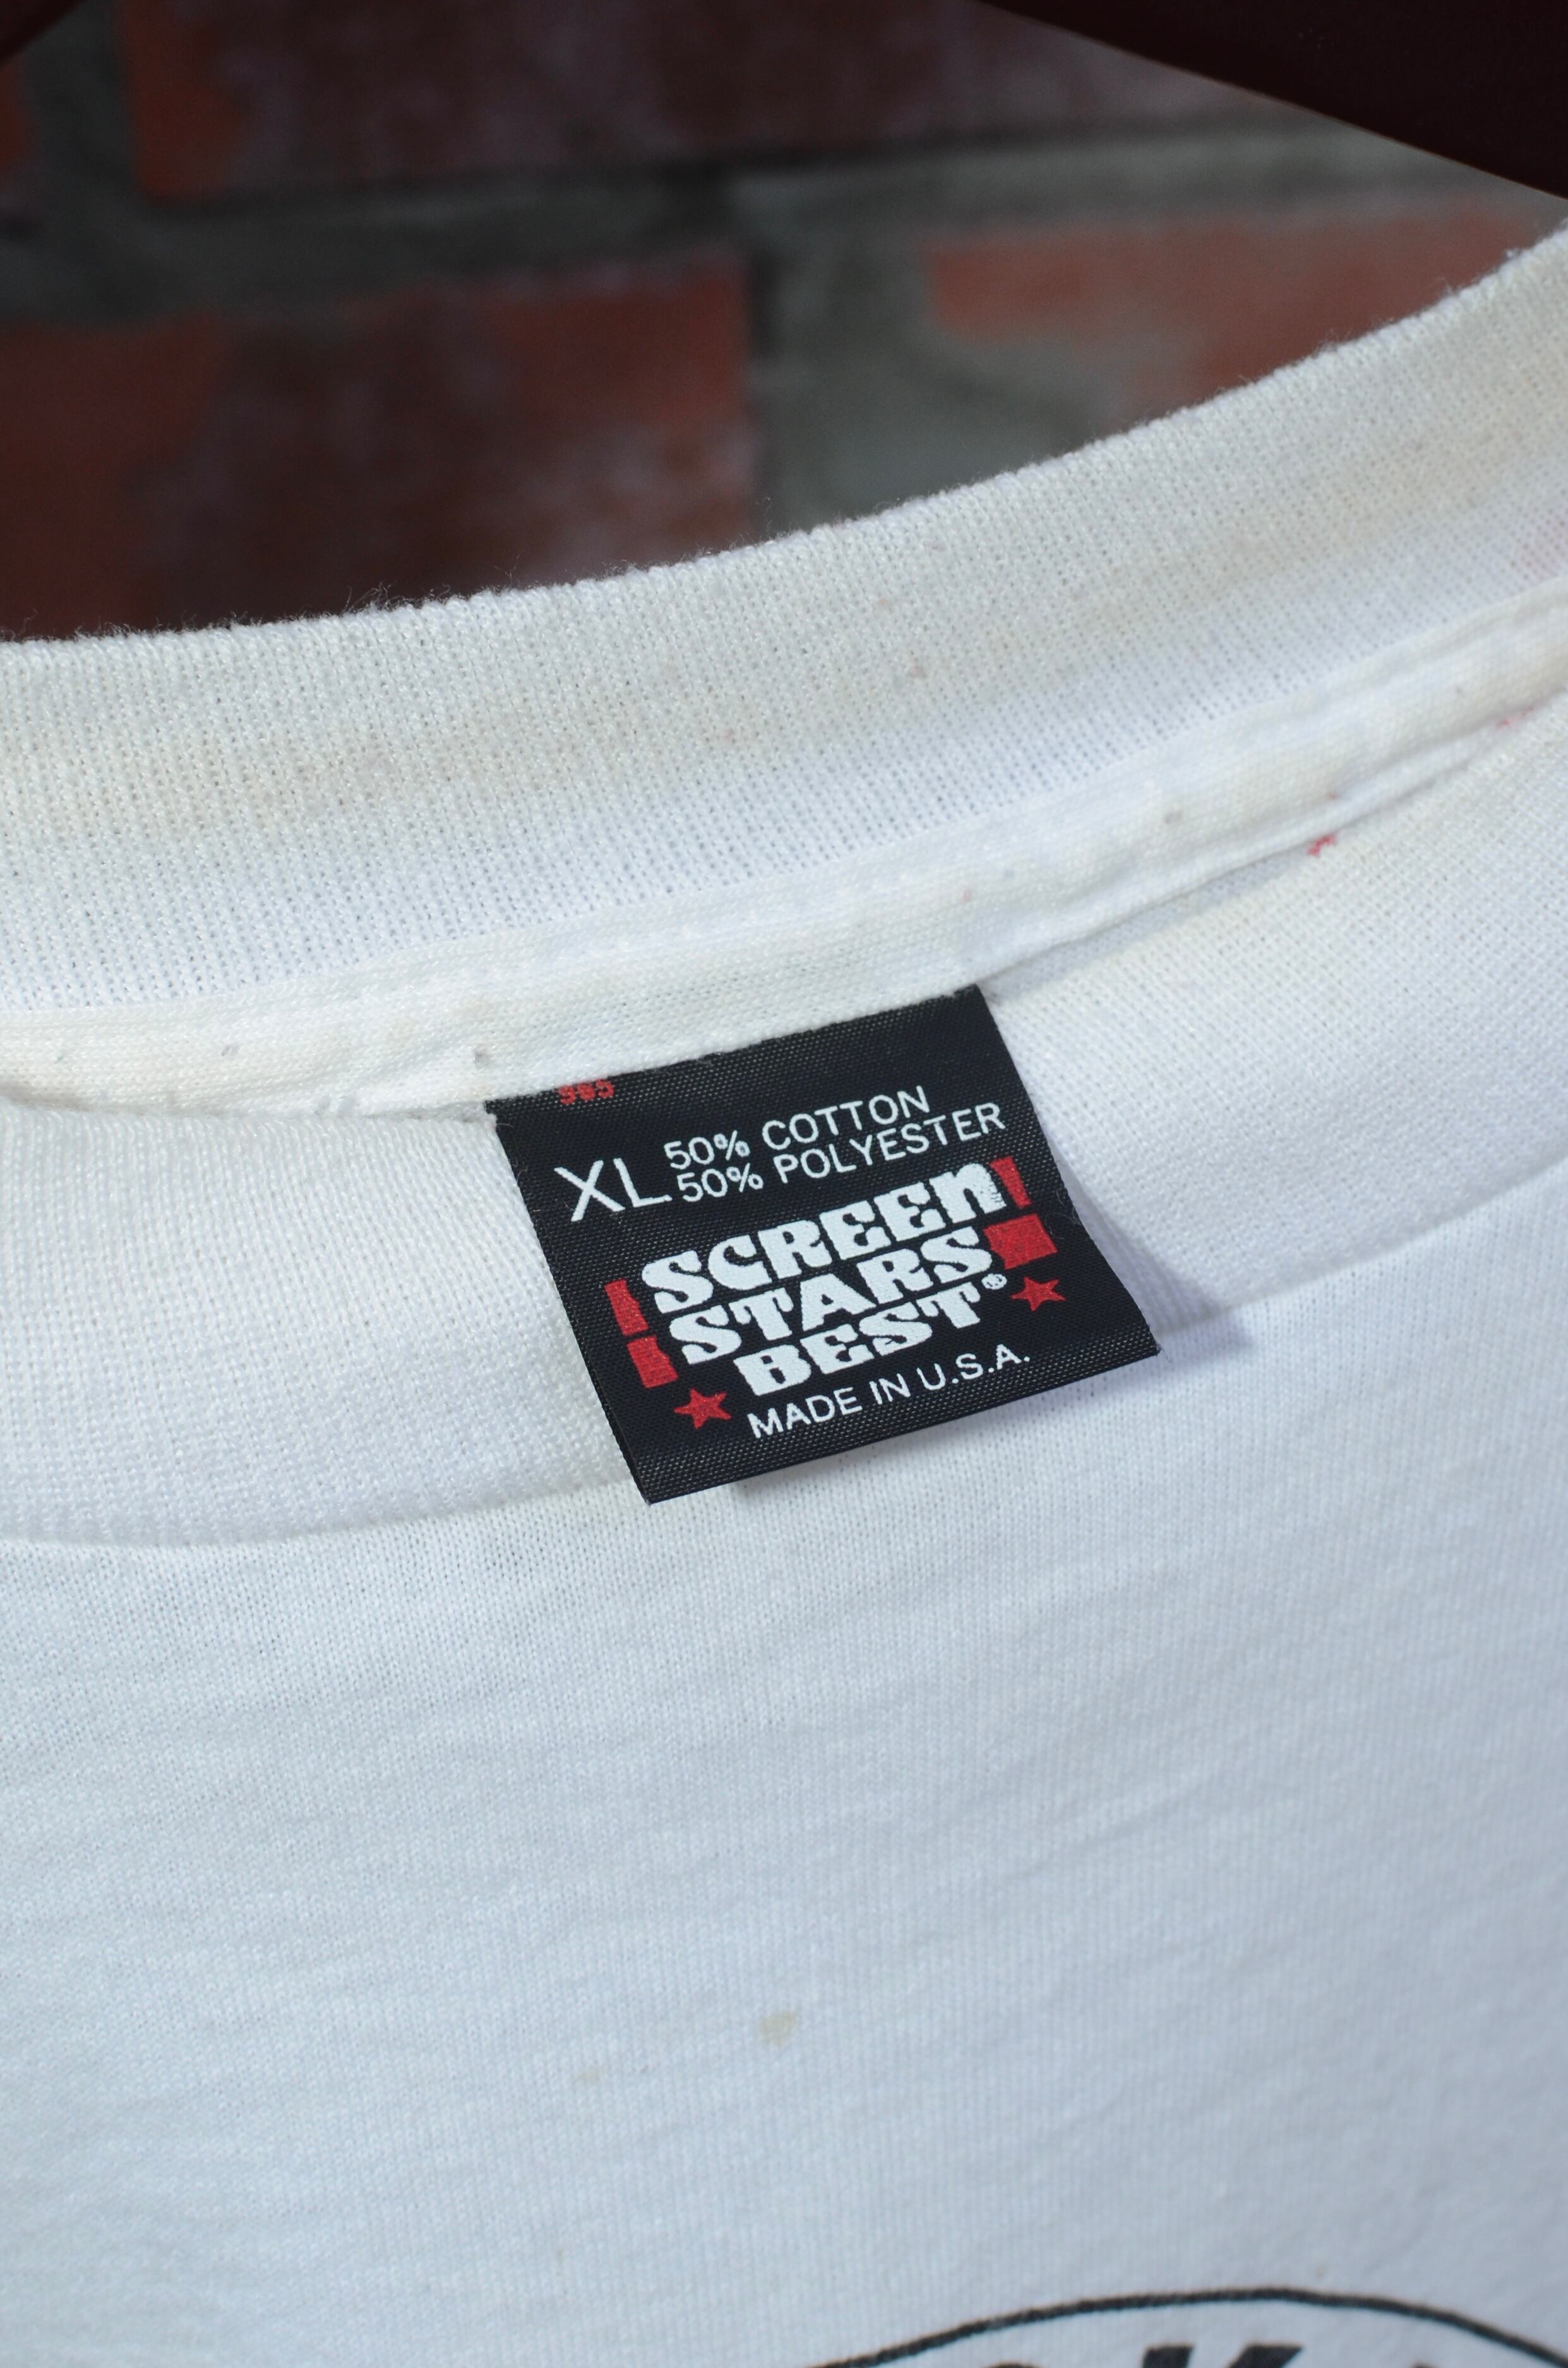 XL 50% COTTON
50% POLYESTER
SCREEN
STARS
BEST®
MADE IN U.S.A.